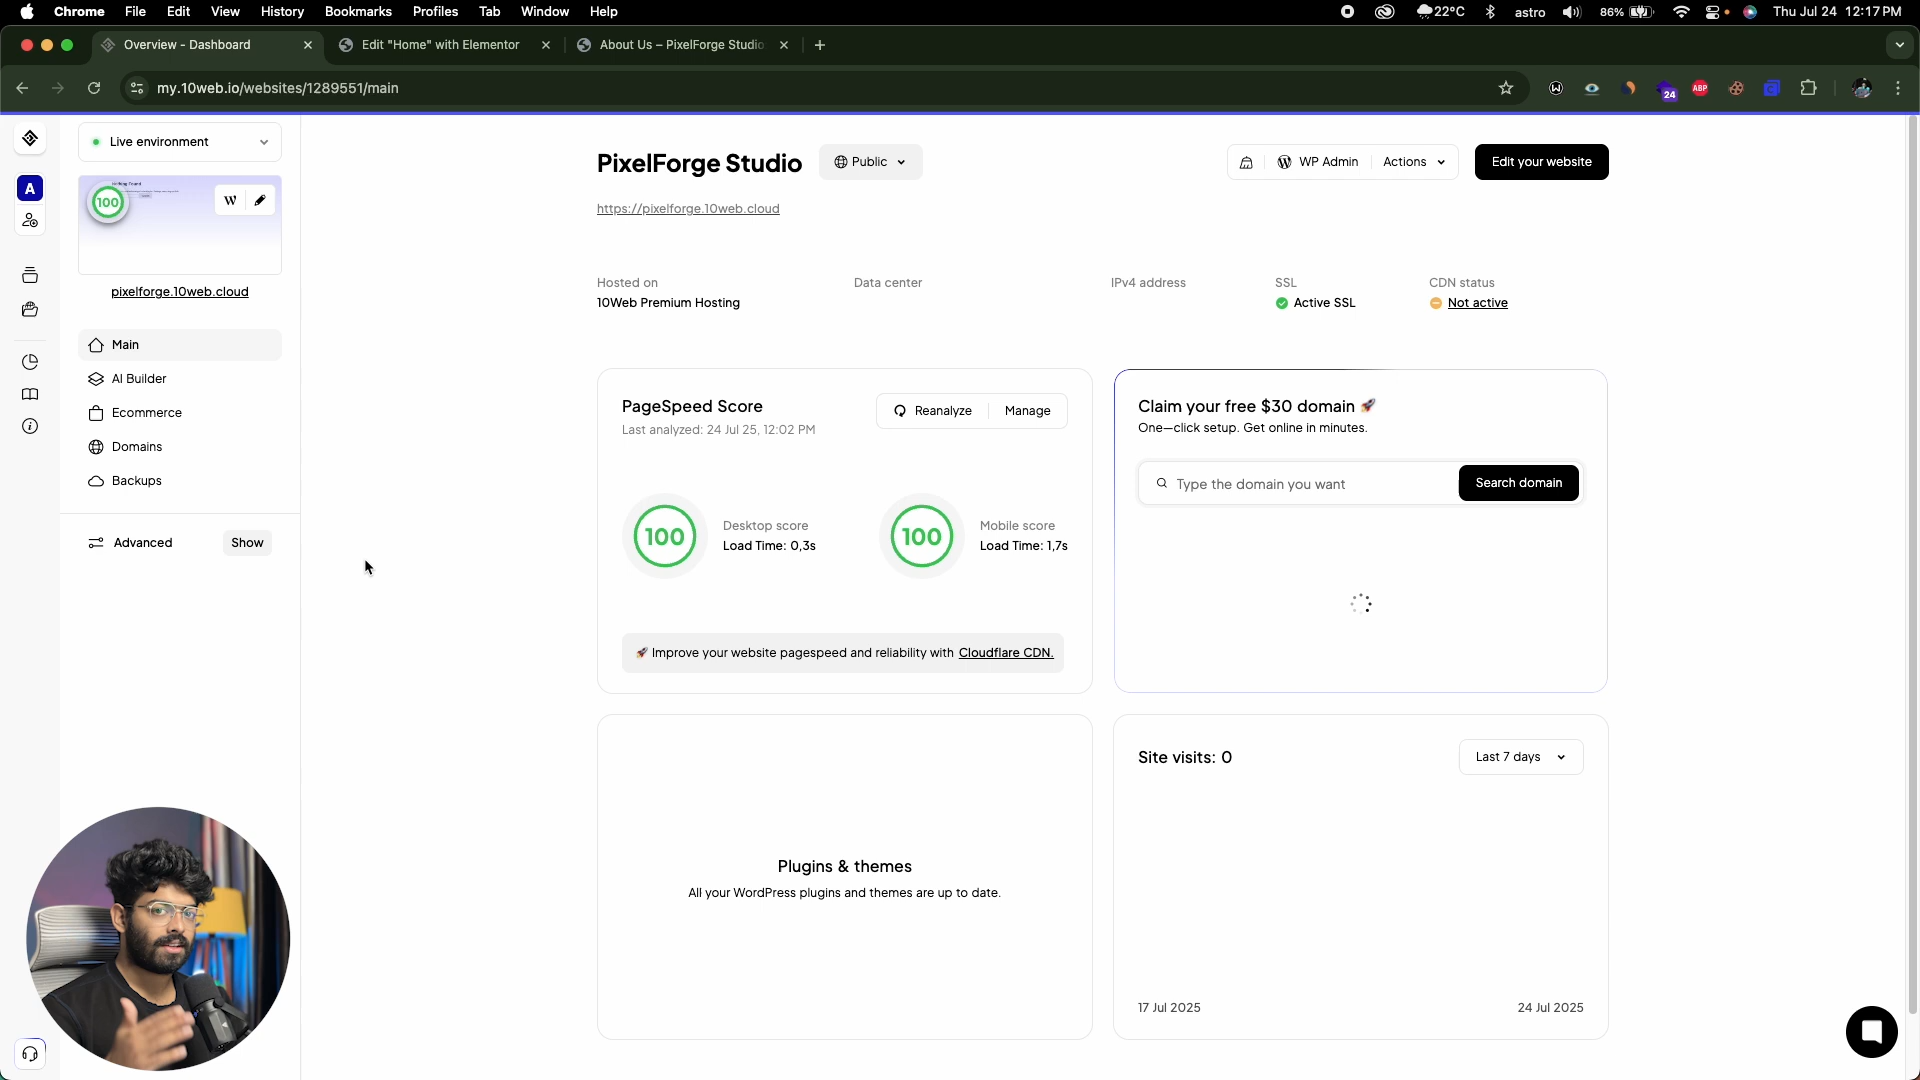 Chrome File Edit View History Bookmarks Profiles Tab Window Help
22°C astro 86% Thu Jul 24 12:17 PM
Overview - Dashboard
Edit "Home" with Elementor
About Us – PixelForge Studio
my.10web.io/websites/1289551/main
24
ABP
Live environment
A
100
W
pixelforge.10web.cloud
Main
AI Builder
Ecommerce
Domains
Backups
Advanced
Show
PixelForge Studio
Public
WP Admin
Actions
Edit your website
https://pixelforge.10web.cloud
Hosted on
10Web Premium Hosting
Data center
IPv4 address
SSL
Active SSL
CDN status
Not active
PageSpeed Score
Last analyzed: 24 Jul 25, 12:02 PM
Reanalyze
Manage
100
Desktop score
Load Time: 0,3s
100
Mobile score
Load Time: 1,7s
🚀 Improve your website pagespeed and reliability with Cloudflare CDN.
Claim your free $30 domain 🚀
One–click setup. Get online in minutes.
Type the domain you want
Search domain
Plugins & themes
All your WordPress plugins and themes are up to date.
Site visits: 0
Last 7 days
17 Jul 2025
24 Jul 2025